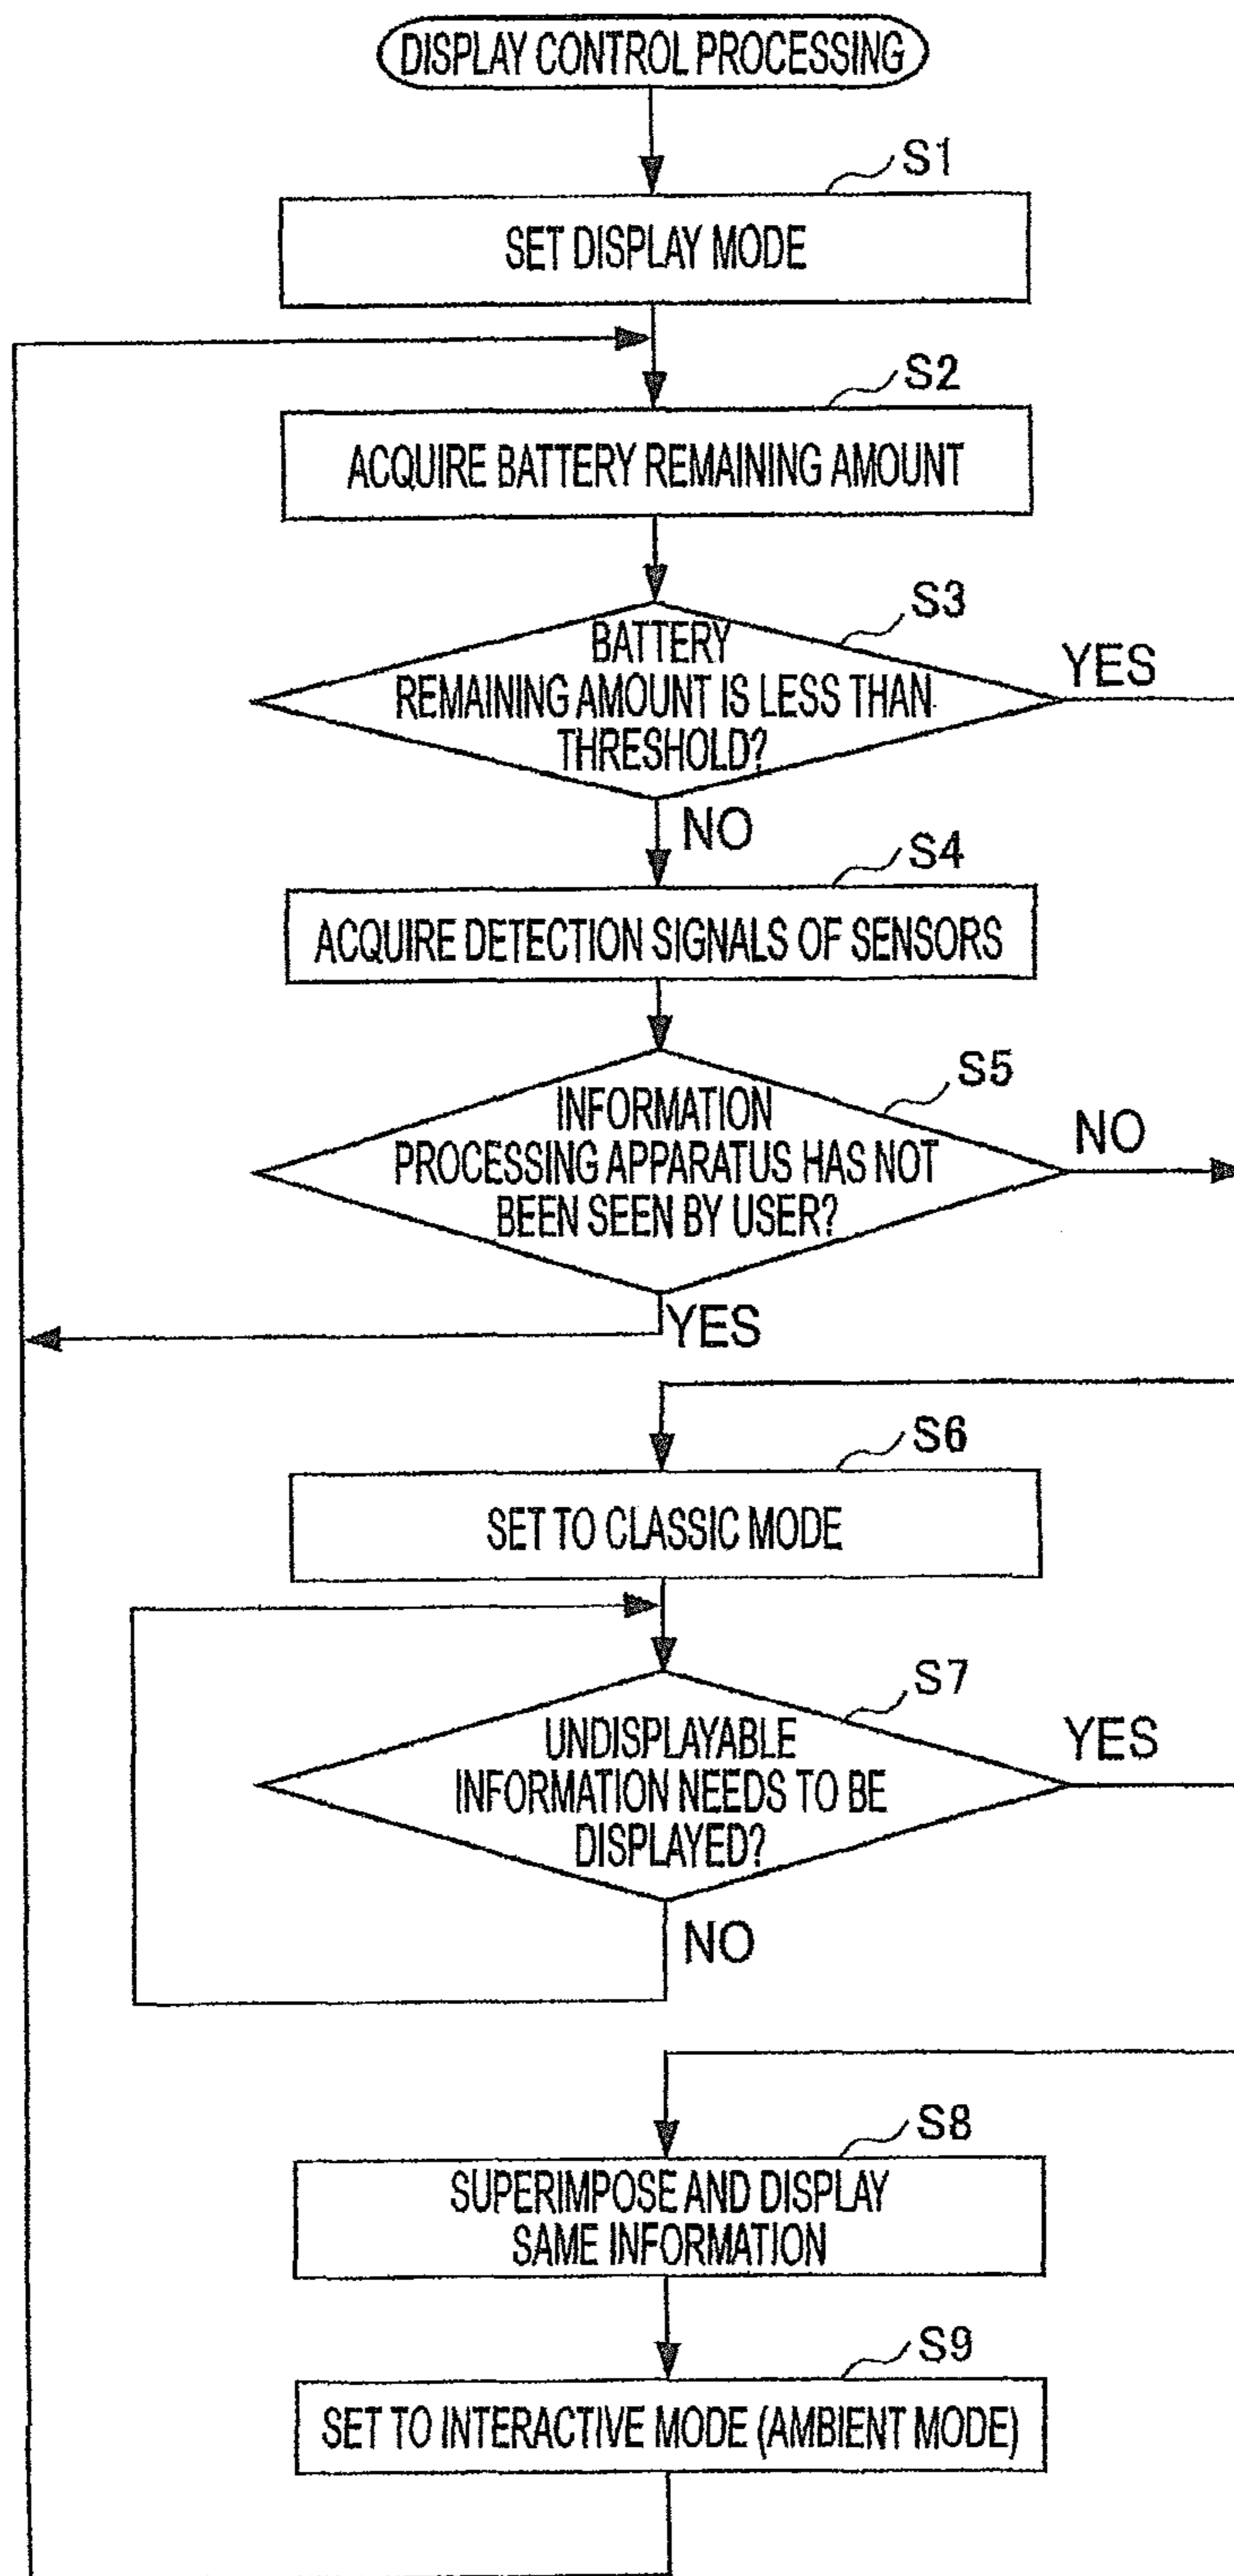 DISPLAY CONTROL PROCESSING
S1
SET DISPLAY MODE
S2
ACQUIRE BATTERY REMAINING AMOUNT
S3
BATTERY
REMAINING AMOUNT IS LESS THAN
THRESHOLD?
YES
NO
S4
ACQUIRE DETECTION SIGNALS OF SENSORS
S5
INFORMATION
PROCESSING APPARATUS HAS NOT
BEEN SEEN BY USER?
NO
YES
S6
SET TO CLASSIC MODE
S7
UNDISPLAYABLE
INFORMATION NEEDS TO BE
DISPLAYED?
YES
NO
S8
SUPERIMPOSE AND DISPLAY
SAME INFORMATION
S9
SET TO INTERACTIVE MODE (AMBIENT MODE)